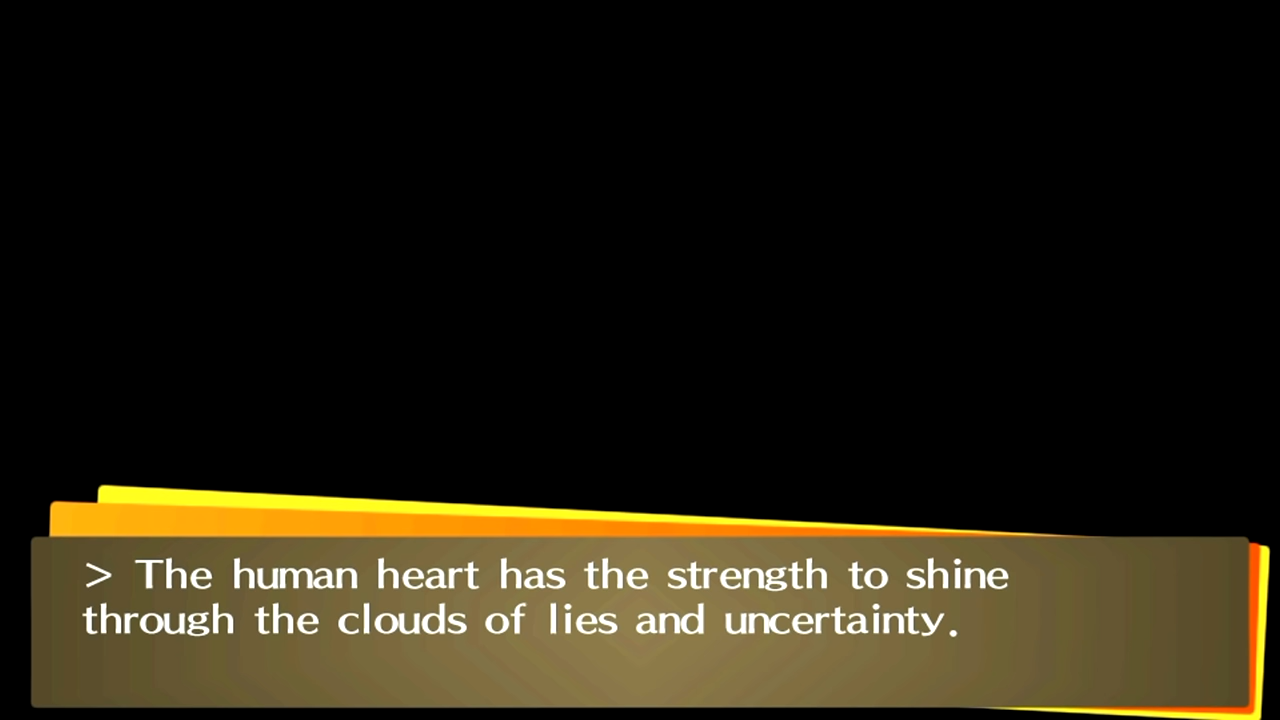 > The human heart has the strength to shine
through the clouds of lies and uncertainty.